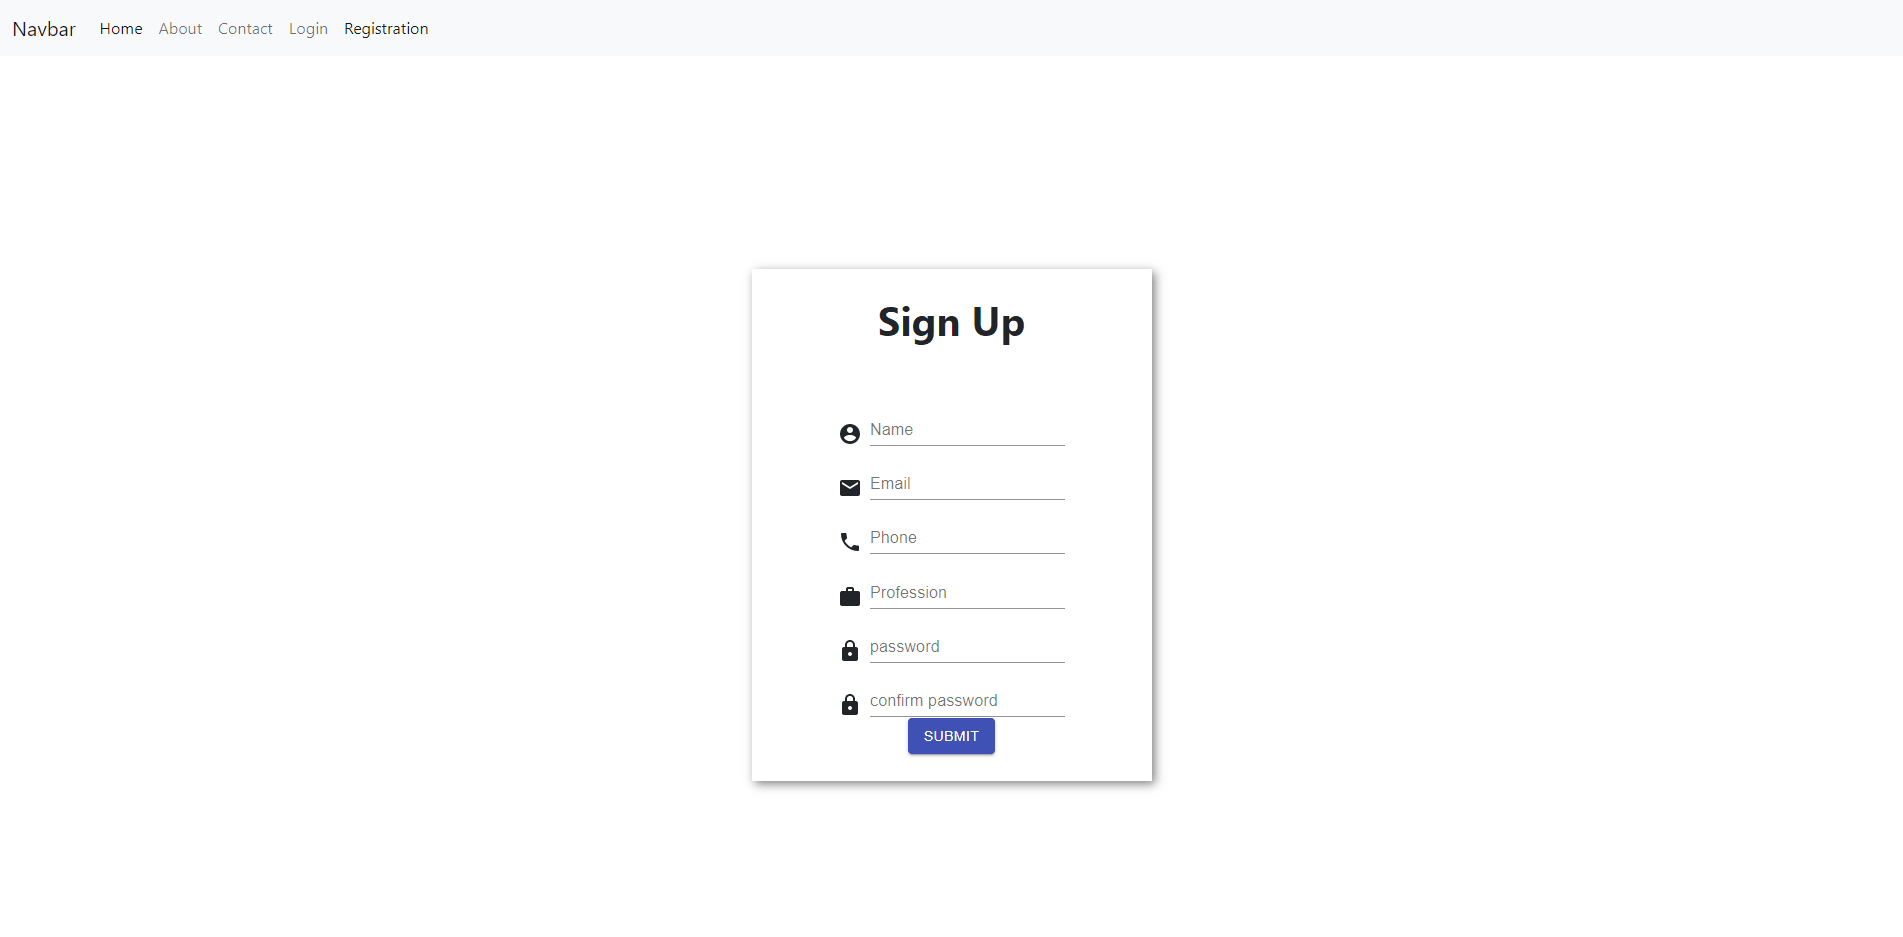 Navbar Home About Contact Login Registration
Sign Up
Name
Email
Phone
Profession
password
confirm password
SUBMIT